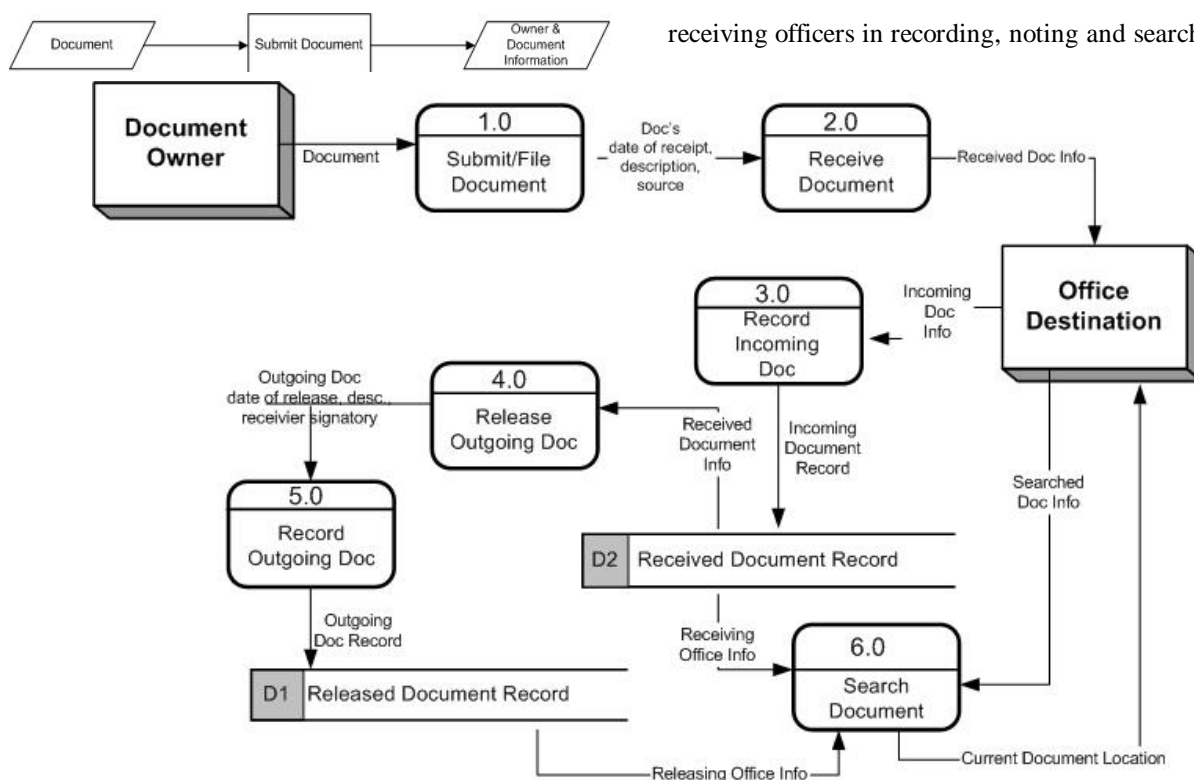 Document
Submit Document
Owner &
Document
Information
receiving officers in recording, noting and search
Document
Owner
Document
1.0
Submit/File
Document
Doc's
date of receipt,
description,
source
2.0
Receive
Document
Received Doc Info
Office
Destination
Incoming
Doc
Info
3.0
Record
Incoming
Doc
Incoming
Document
Record
4.0
Release
Outgoing Doc
Received
Document
Info
Outgoing Doc
date of release, desc.,
receivier signatory
5.0
Record
Outgoing Doc
Outgoing
Doc Record
D2 Received Document Record
Searched
Doc Info
Receiving
Office Info
6.0
Search
Document
D1 Released Document Record
Releasing Office Info
Current Document Location